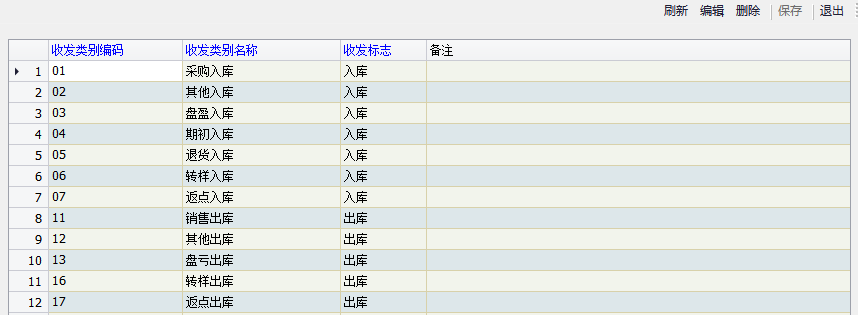 刷新 编辑 删除 保存 退出
收发类别编码 收发类别名称 收发标志 备注
1 01 采购入库 入库
2 02 其他入库 入库
3 03 盘盈入库 入库
4 04 期初入库 入库
5 05 退货入库 入库
6 06 转样入库 入库
7 07 返点入库 入库
8 11 销售出库 出库
9 12 其他出库 出库
10 13 盘亏出库 出库
11 16 转样出库 出库
12 17 返点出库 出库